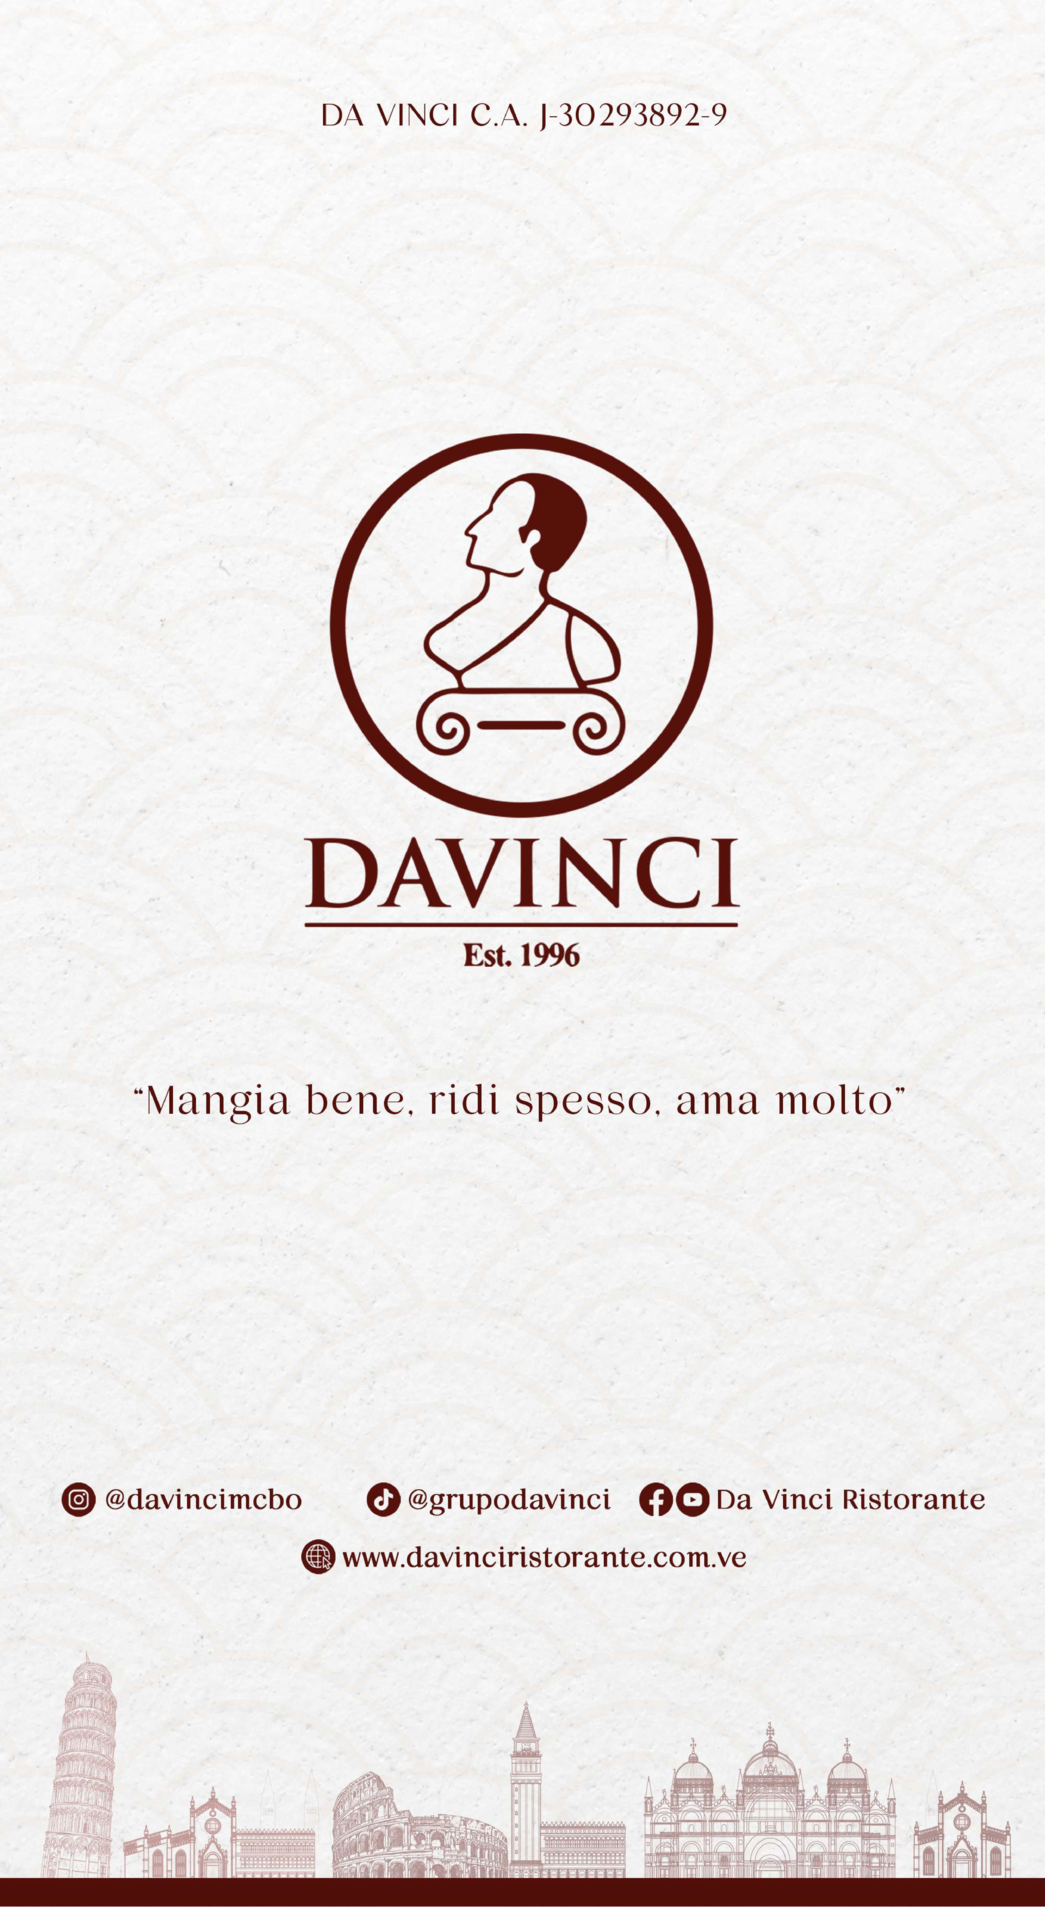 DA VINCI C.A. J-30293892-9
DAVINCI
Est. 1996
“Mangia bene, ridi spesso, ama molto”
@davincimcbo @grupodavinci Da Vinci Ristorante
www.davinciristorante.com.ve